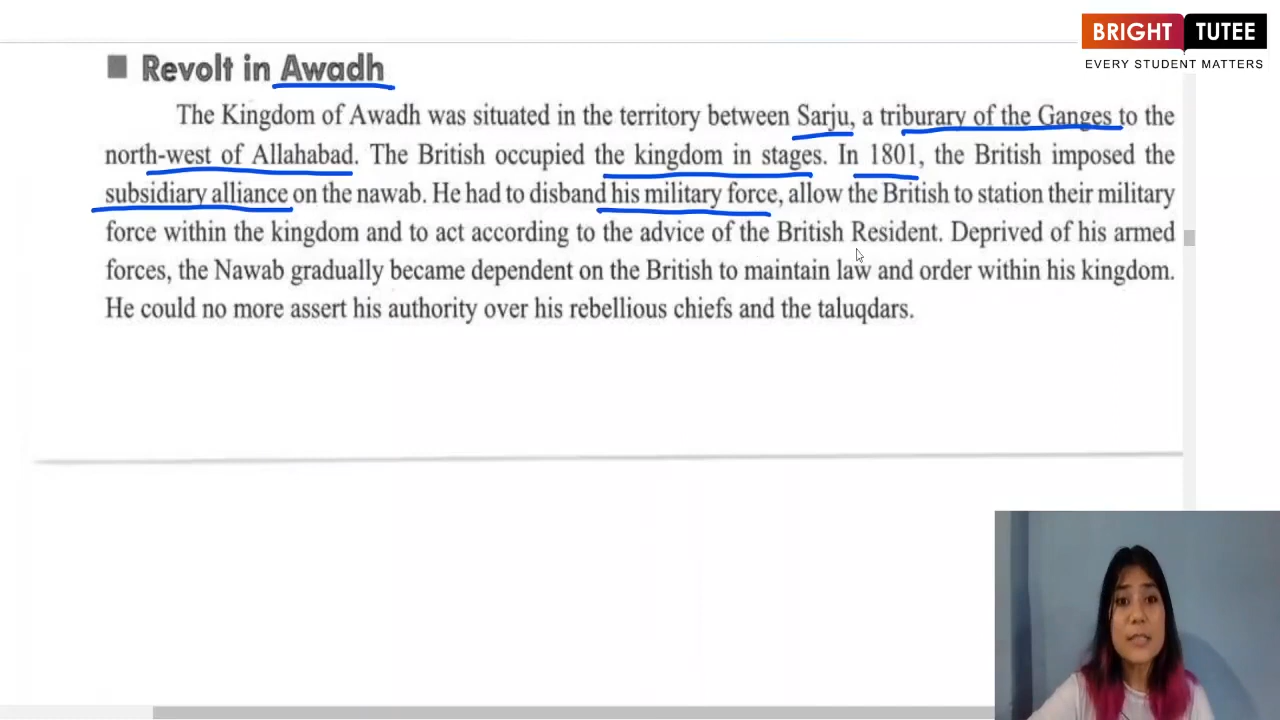 BRIGHT TUTEE
EVERY STUDENT MATTERS
Revolt in Awadh
The Kingdom of Awadh was situated in the territory between Sarju, a triburary of the Ganges to the
north-west of Allahabad. The British occupied the kingdom in stages. In 1801, the British imposed the
subsidiary alliance on the nawab. He had to disband his military force, allow the British to station their military
force within the kingdom and to act according to the advice of the British Resident. Deprived of his armed
forces, the Nawab gradually became dependent on the British to maintain law and order within his kingdom.
He could no more assert his authority over his rebellious chiefs and the taluqdars.